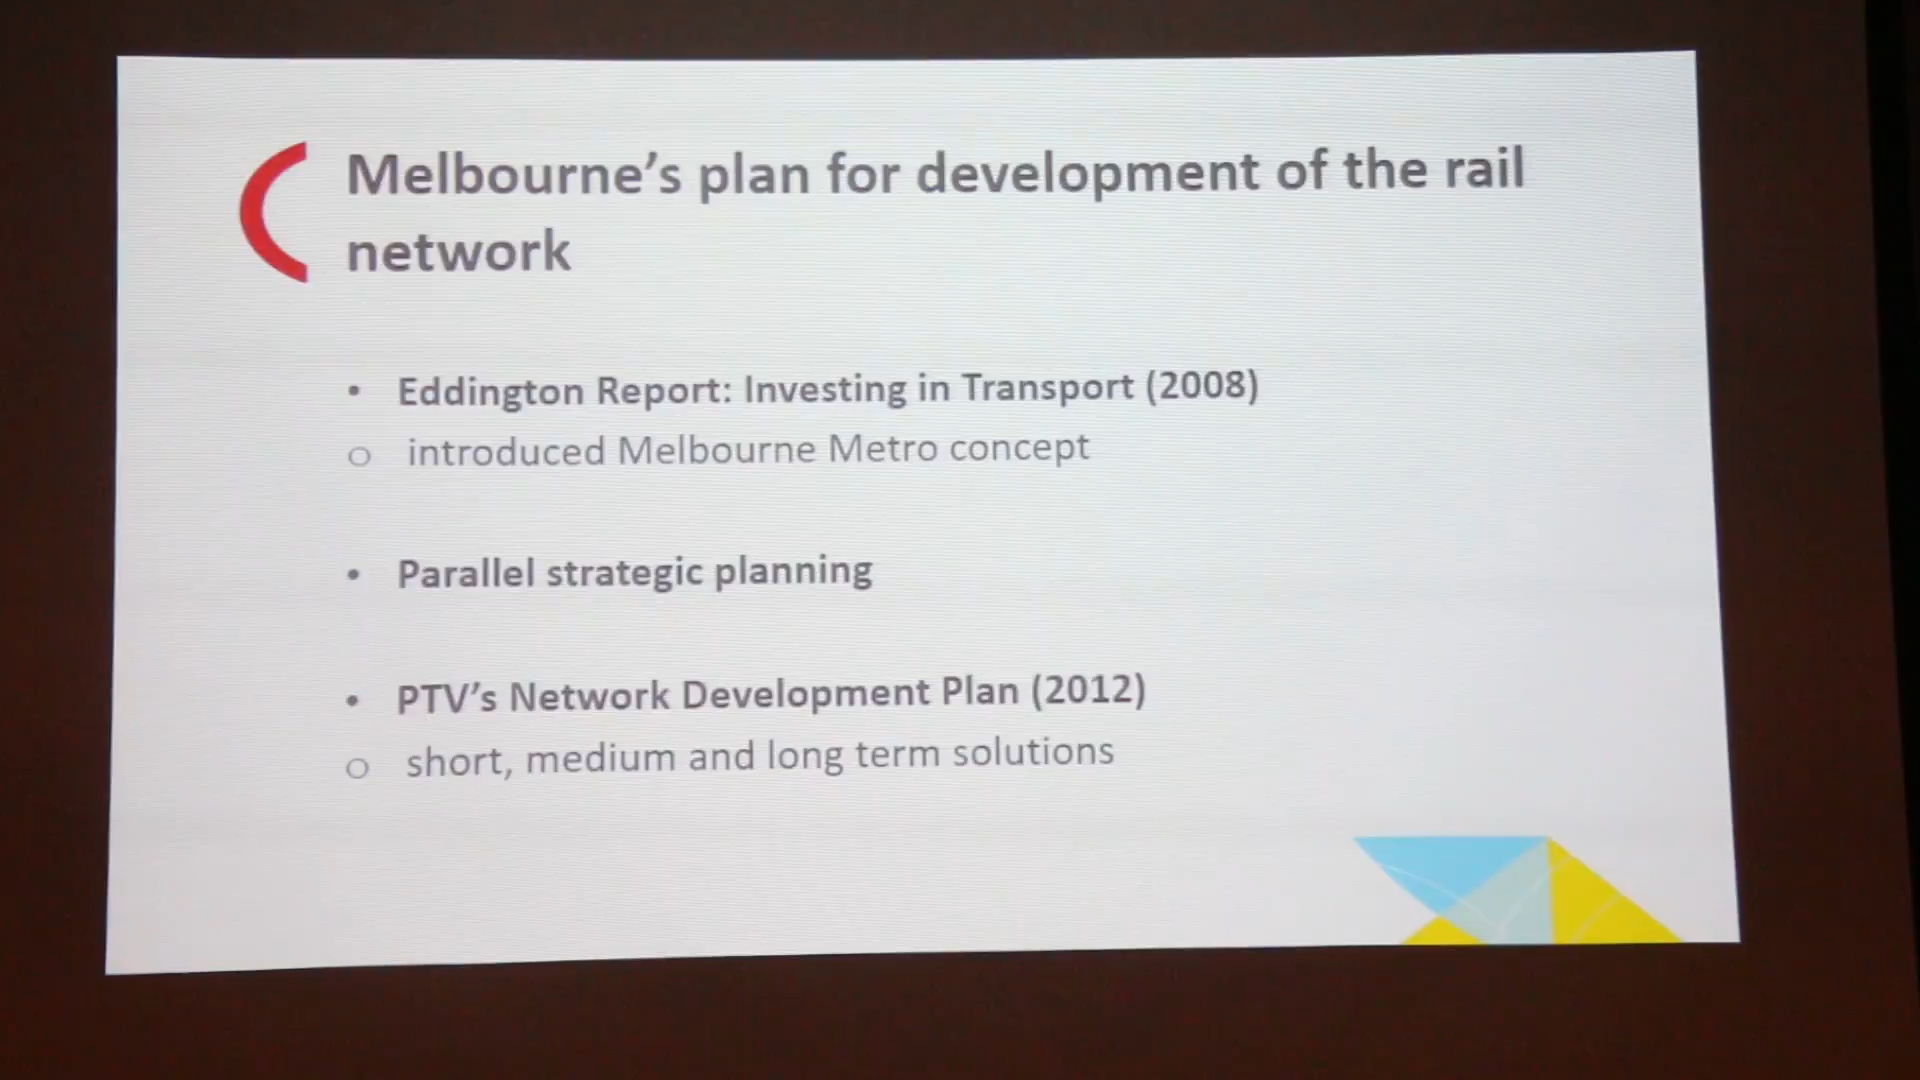 Melbourne’s plan for development of the rail
network
• Eddington Report: Investing in Transport (2008)
o introduced Melbourne Metro concept
• Parallel strategic planning
• PTV’s Network Development Plan (2012)
o short, medium and long term solutions